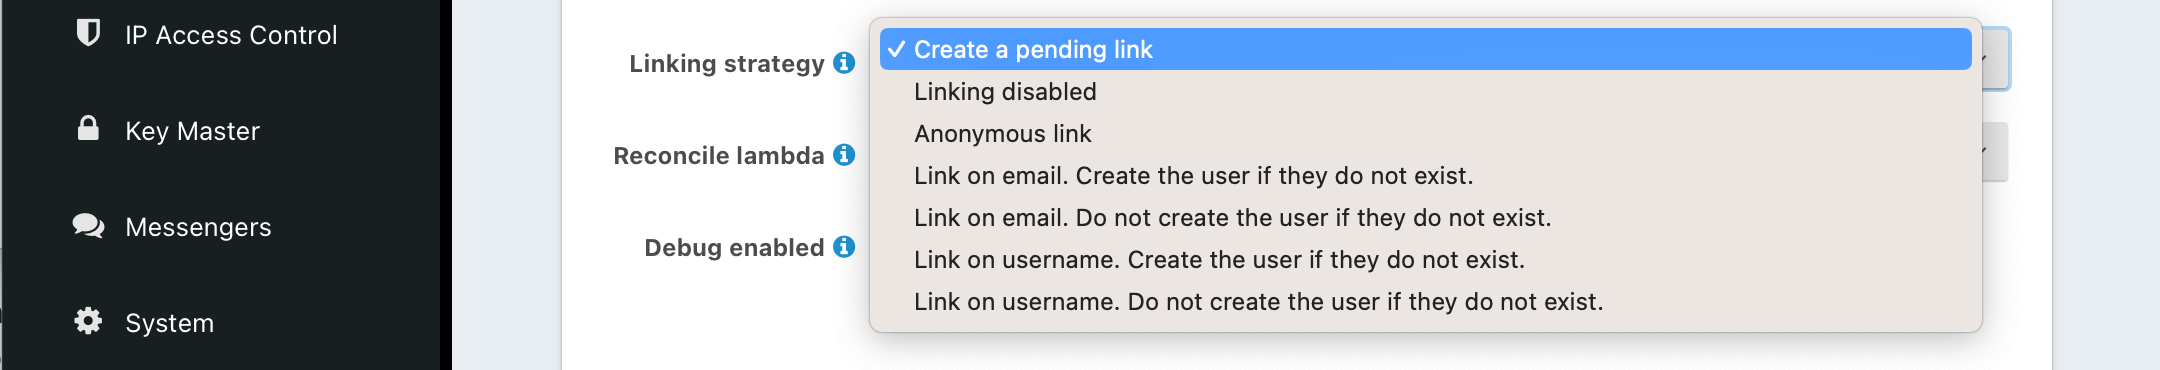 IP Access Control
Key Master
Messengers
System
Linking strategy
Reconcile lambda
Debug enabled
Create a pending link
Linking disabled
Anonymous link
Link on email. Create the user if they do not exist.
Link on email. Do not create the user if they do not exist.
Link on username. Create the user if they do not exist.
Link on username. Do not create the user if they do not exist.